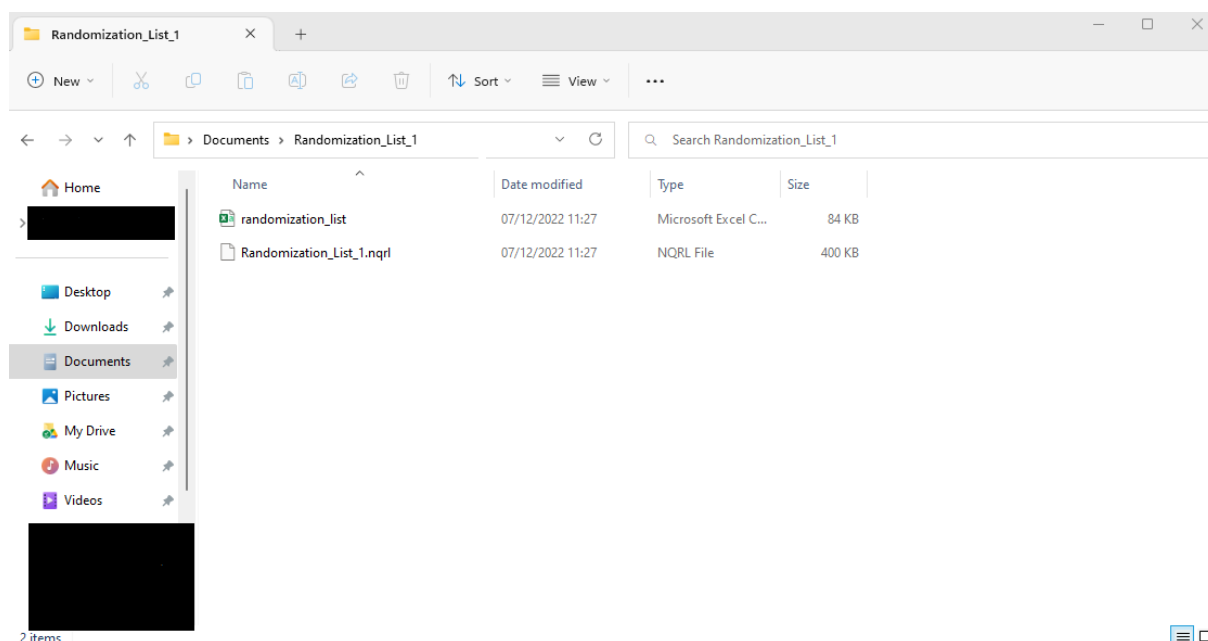 Randomization_List_1
New
Sort
View
Documents > Randomization_List_1
Search Randomization_List_1
Home
Desktop
Downloads
Documents
Pictures
My Drive
Music
Videos
Name Date modified Type Size
randomization_list 07/12/2022 11:27 Microsoft Excel C... 84 KB
Randomization_List_1.nqrl 07/12/2022 11:27 NQRL File 400 KB
2 items